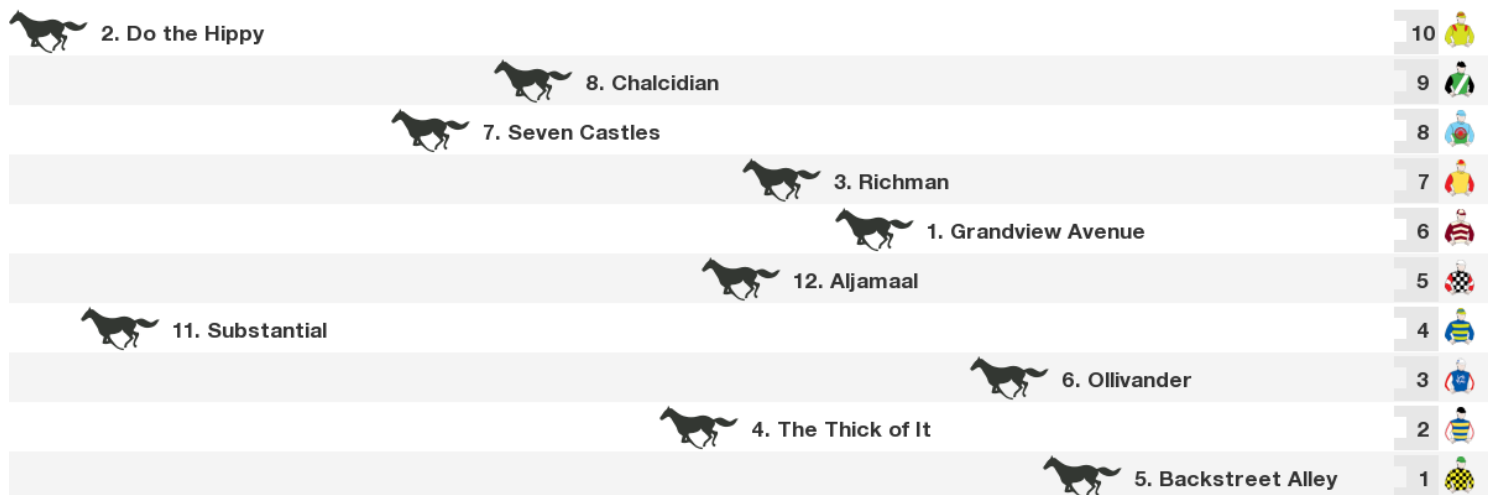 2. Do the Hippy 10
8. Chalcidian 9
7. Seven Castles 8
3. Richman 7
1. Grandview Avenue 6
12. Aljamaal 5
11. Substantial 4
6. Ollivander 3
4. The Thick of It 2
5. Backstreet Alley 1